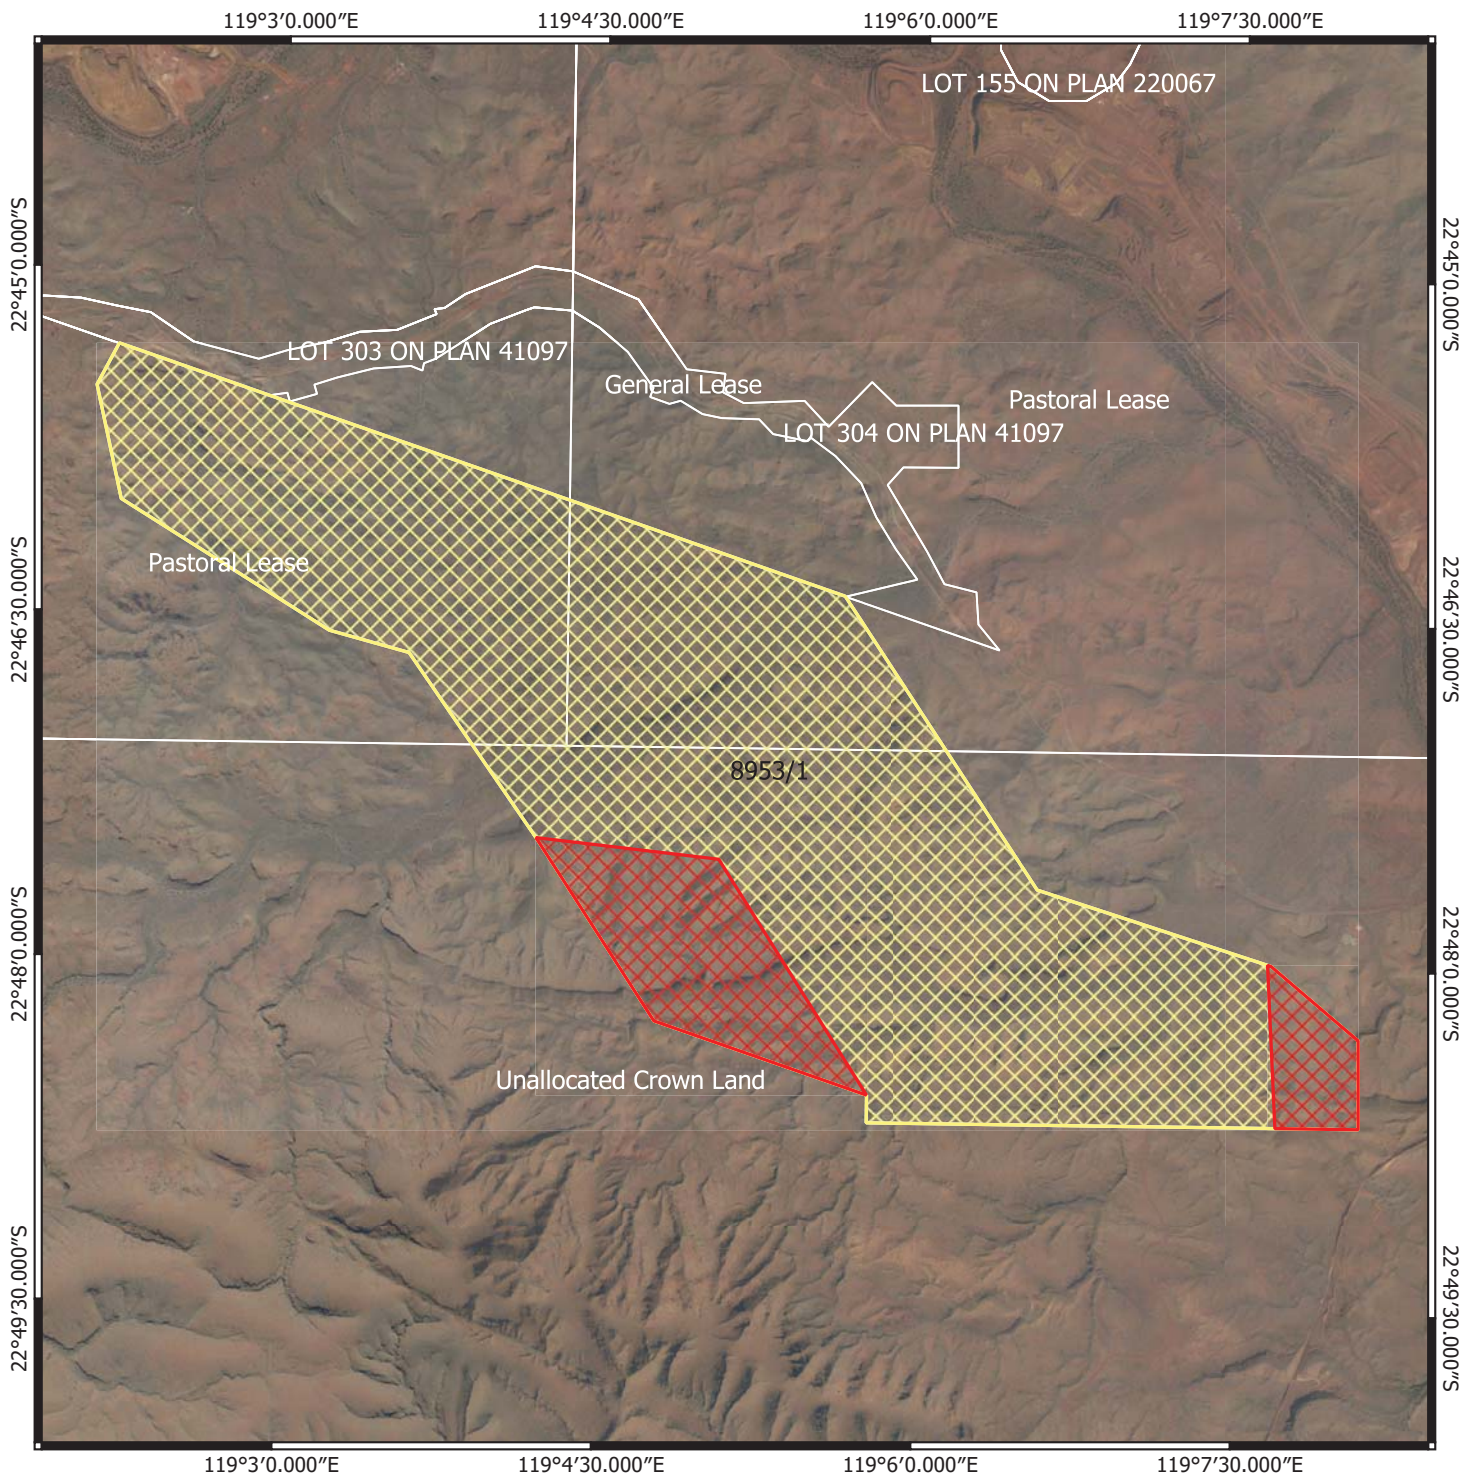 119°3'0.000"E
119°4'30.000"E
119°6'0.000"E
119°7'30.000"E
LOT 155 ON PLAN 220067
22°45'0.000"S
22°45'0.000"S
LOT 303 ON PLAN 41097
General Lease
Pastoral Lease
LOT 304 ON PLAN 41097
Pastoral Lease
22°46'30.000"S
22°46'30.000"S
8953/1
22°48'0.000"S
22°48'0.000"S
Unallocated Crown Land
22°49'30.000"S
22°49'30.000"S
119°3'0.000"E
119°4'30.000"E
119°6'0.000"E
119°7'30.000"E